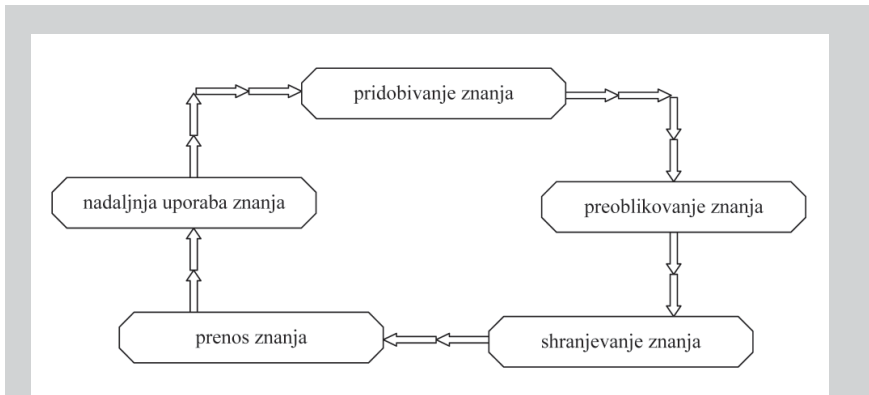 pridobivanje znanja
preoblikovanje znanja
shranjevanje znanja
prenos znanja
nadaljnja uporaba znanja